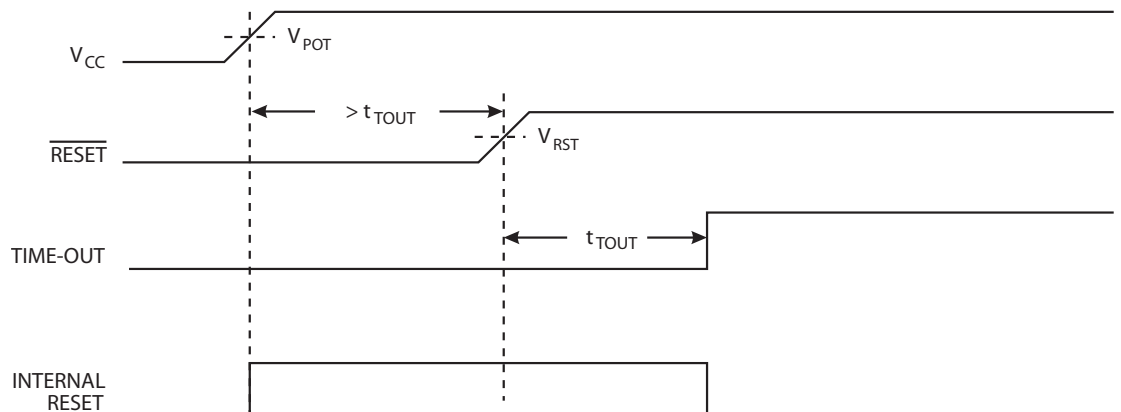 V_POT
V_CC
> t_TOUT
V_RST
RESET
t_TOUT
TIME-OUT
INTERNAL
RESET